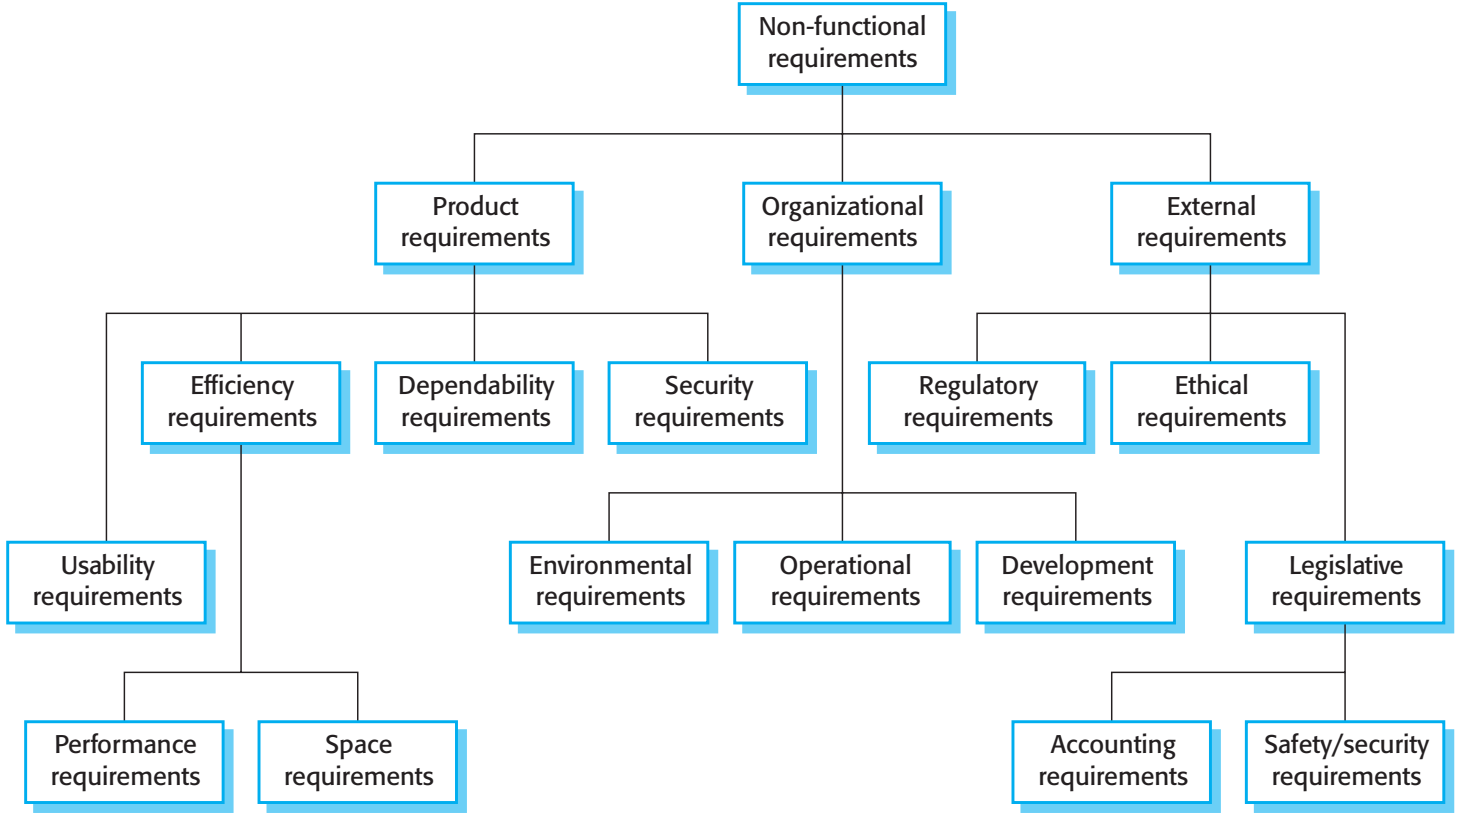 Non-functional
requirements
Product
requirements
Organizational
requirements
External
requirements
Efficiency
requirements
Dependability
requirements
Security
requirements
Regulatory
requirements
Ethical
requirements
Usability
requirements
Environmental
requirements
Operational
requirements
Development
requirements
Legislative
requirements
Performance
requirements
Space
requirements
Accounting
requirements
Safety/security
requirements